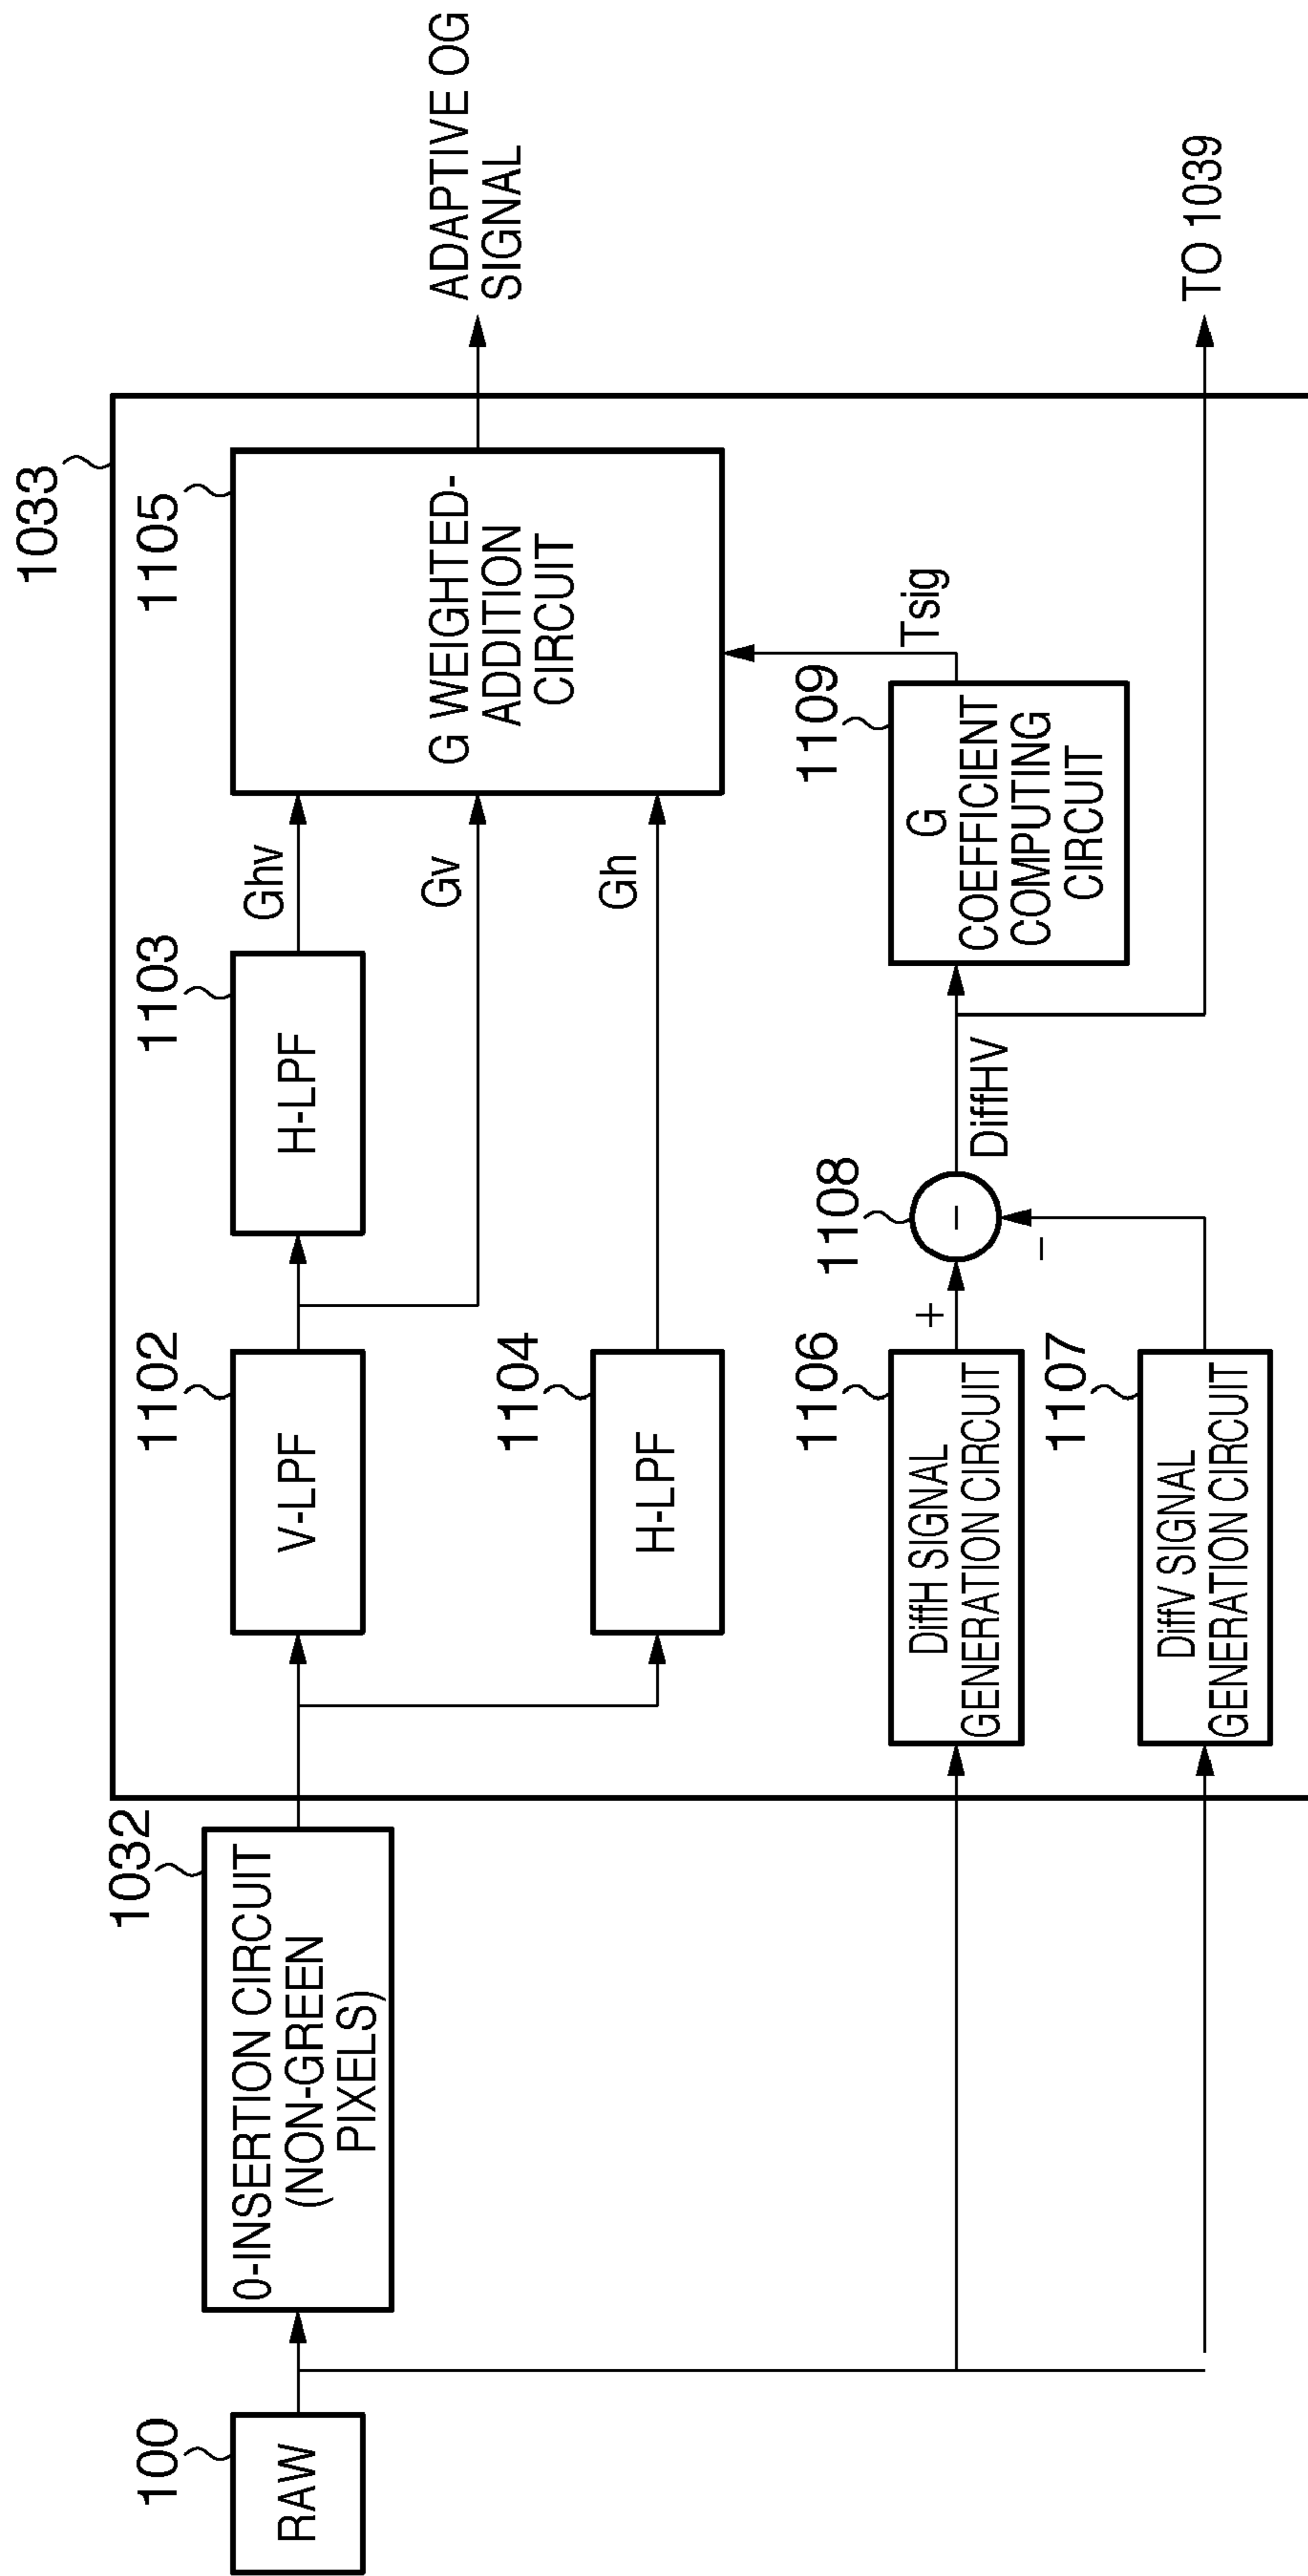 1033
100
RAW
1032
0-INSERTION CIRCUIT
(NON-GREEN
PIXELS)
1102
V-LPF
1103
H-LPF
Ghv
Gv
Gh
1104
H-LPF
1105
G WEIGHTED-
ADDITION
CIRCUIT
ADAPTIVE OG
SIGNAL
1106
DiffH SIGNAL
GENERATION CIRCUIT
1107
DiffV SIGNAL
GENERATION CIRCUIT
+
-
1108
-
DiffHV
1109
G
COEFFICIENT
COMPUTING
CIRCUIT
Tsig
TO 1039